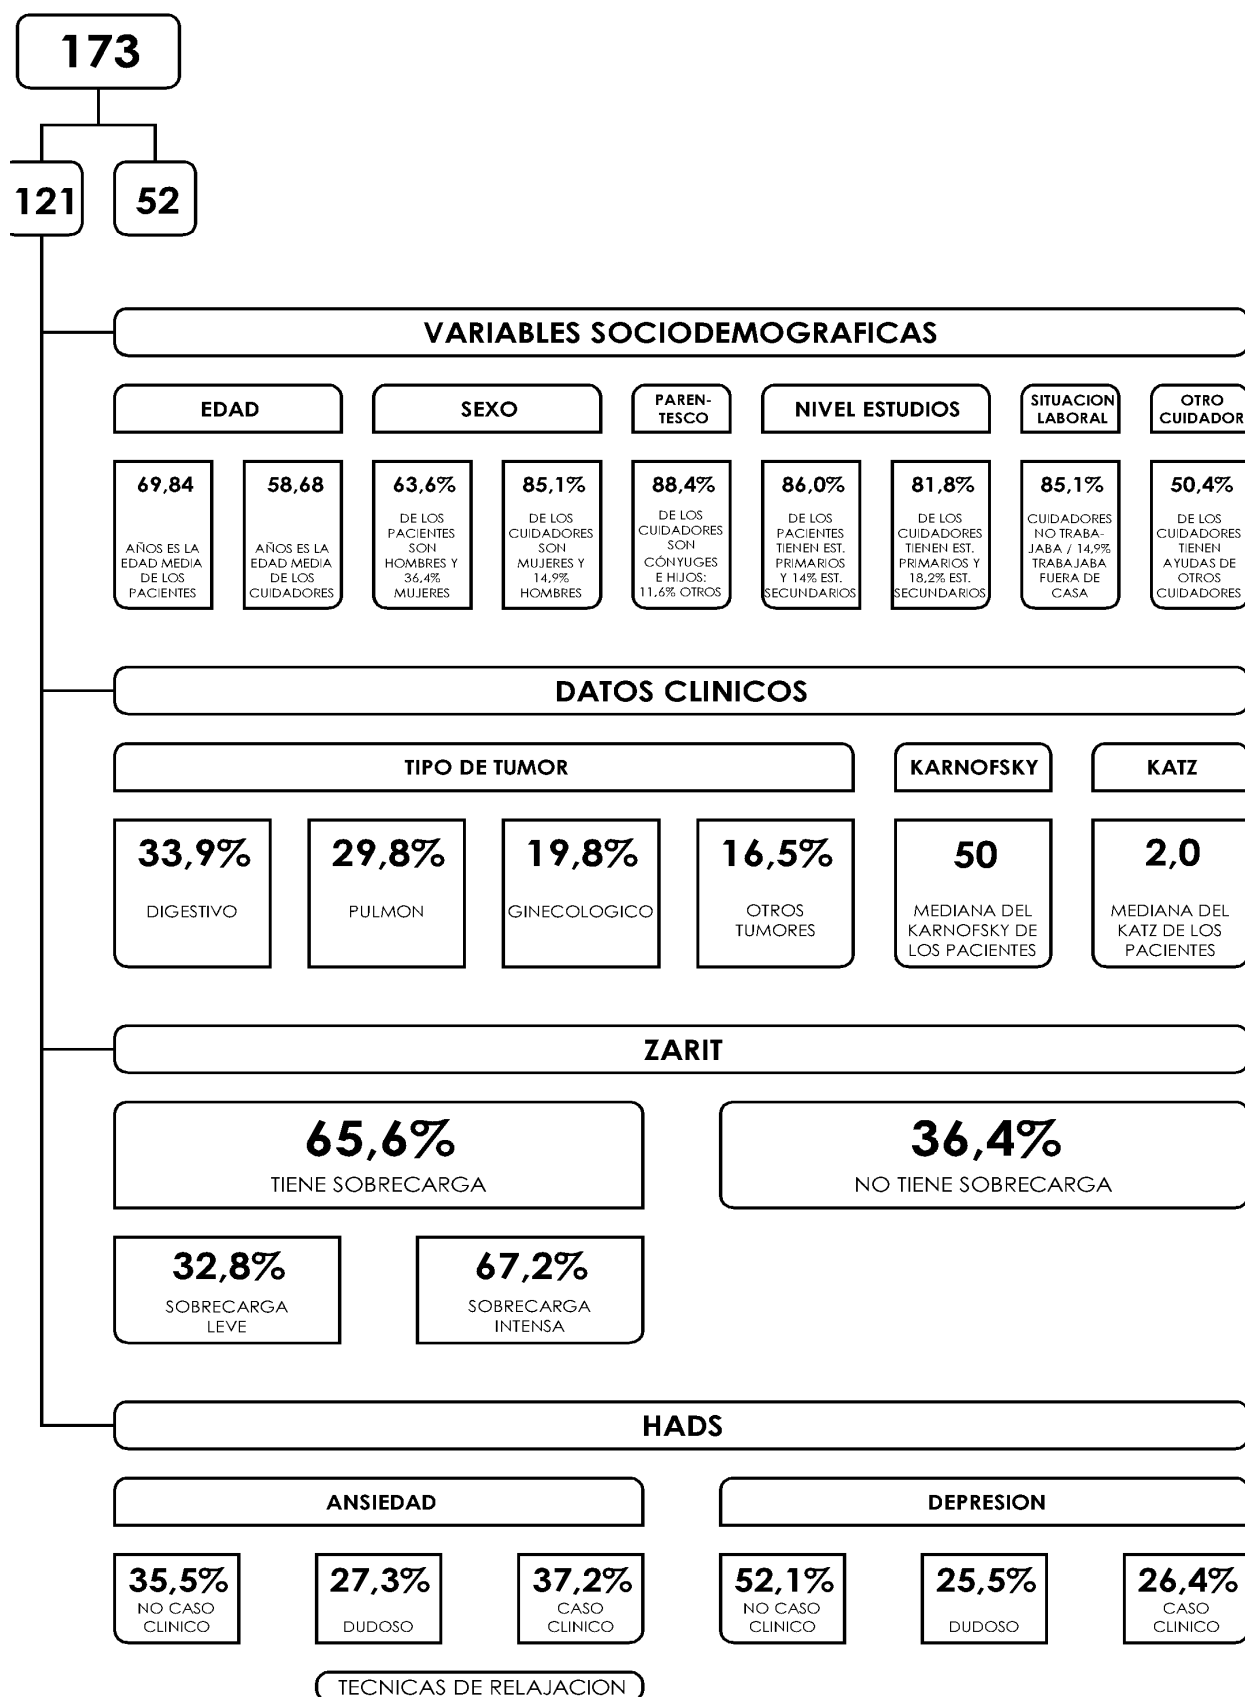 173
121
52
VARIABLES SOCIODEMOGRAFICAS
EDAD
69,84
AÑOS ES LA
EDAD MEDIA
DE LOS
PACIENTES
58,68
AÑOS ES LA
EDAD MEDIA
DE LOS
CUIDADORES
SEXO
63,6%
DE LOS
PACIENTES
SON
HOMBRES Y
36,4%
MUJERES
85,1%
DE LOS
CUIDADORES
SON
MUJERES Y
14,9%
HOMBRES
PAREN-
TESCO
88,4%
DE LOS
CUIDADORES
SON
CÓNYUGES
E HIJOS:
11,6% OTROS
NIVEL ESTUDIOS
86,0%
DE LOS
PACIENTES
TIENEN EST.
PRIMARIOS
Y 14% EST.
SECUNDARIOS
81,8%
DE LOS
CUIDADORES
TIENEN EST.
PRIMARIOS Y
18,2% EST.
SECUNDARIOS
SITUACION
LABORAL
85,1%
CUIDADORES
NO TRABA-
JABA / 14,9%
TRABAJABA
FUERA DE
CASA
OTRO
CUIDADOR
50,4%
DE LOS
CUIDADORES
TIENEN
AYUDAS DE
OTROS
CUIDADORES
DATOS CLINICOS
TIPO DE TUMOR
33,9%
DIGESTIVO
29,8%
PULMON
19,8%
GINECOLOGICO
16,5%
OTROS
TUMORES
KARNOFSKY
50
MEDIANA DEL
KARNOFSKY DE
LOS PACIENTES
KATZ
2,0
MEDIANA DEL
KATZ DE LOS
PACIENTES
ZARIT
65,6%
TIENE SOBRECARGA
36,4%
NO TIENE SOBRECARGA
32,8%
SOBRECARGA
LEVE
67,2%
SOBRECARGA
INTENSA
HADS
ANSIEDAD
35,5%
NO CASO
CLINICO
27,3%
DUDOSO
37,2%
CASO
CLINICO
DEPRESION
52,1%
NO CASO
CLINICO
25,5%
DUDOSO
26,4%
CASO
CLINICO
TECNICAS DE RELAJACION